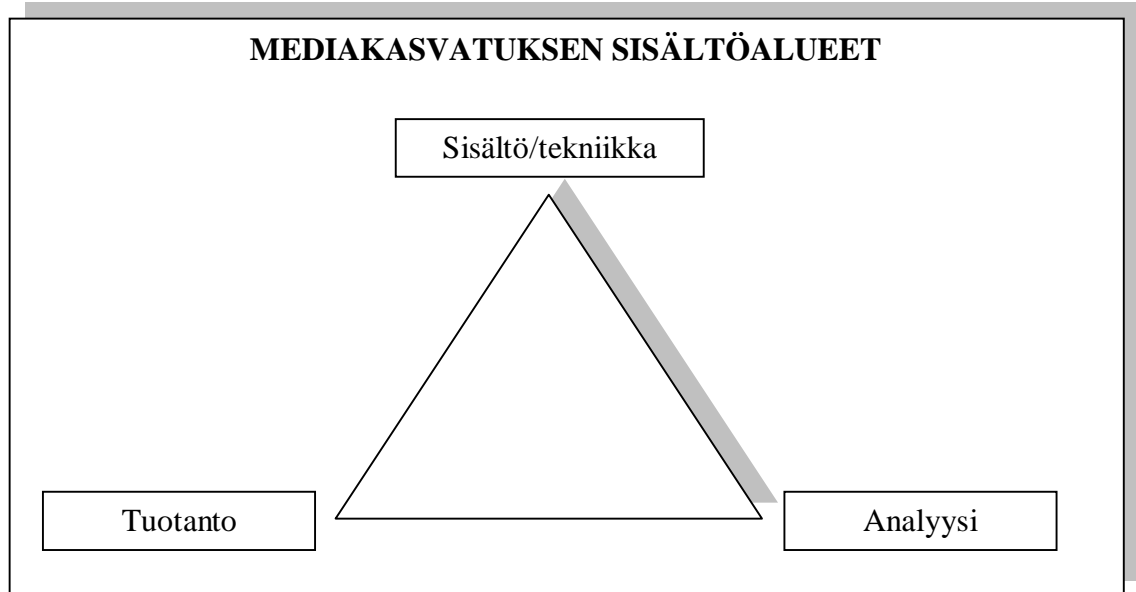 MEDIAKASVATUKSEN SISÄLTÖALUEET
Sisältö/tekniikka
Tuotanto
Analyysi